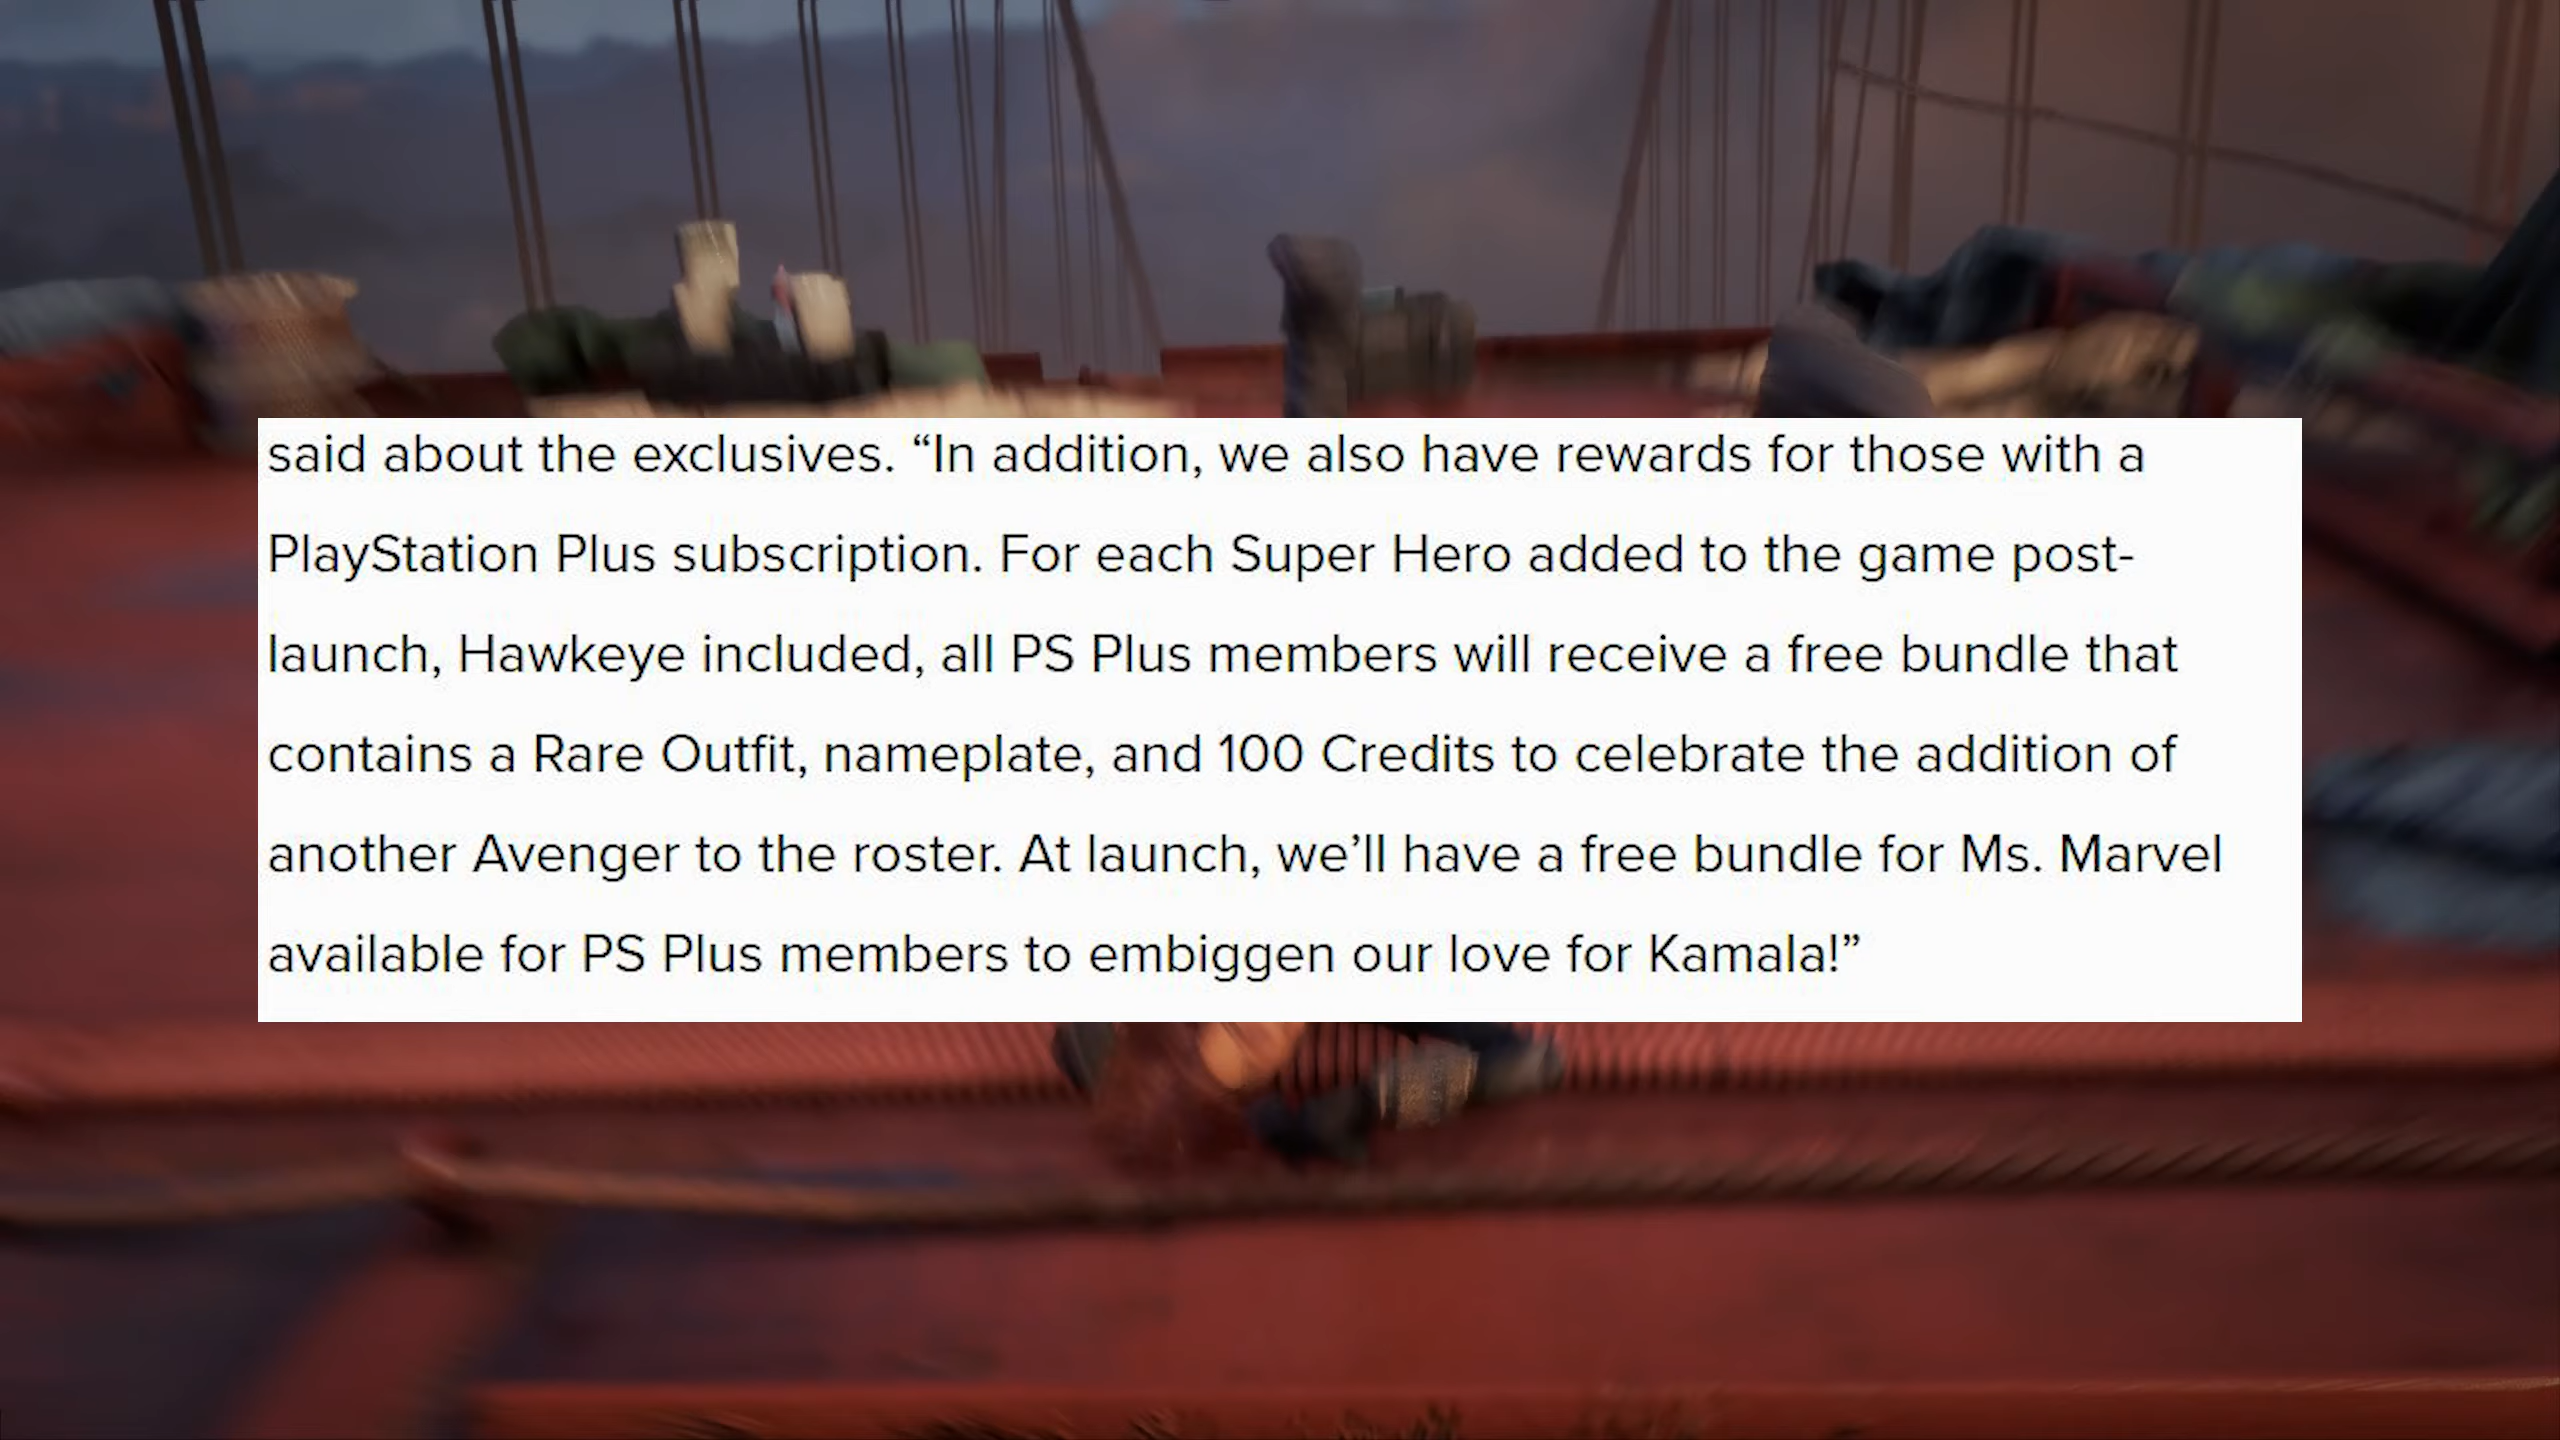 said about the exclusives. “In addition, we also have rewards for those with a
PlayStation Plus subscription. For each Super Hero added to the game post-
launch, Hawkeye included, all PS Plus members will receive a free bundle that
contains a Rare Outfit, nameplate, and 100 Credits to celebrate the addition of
another Avenger to the roster. At launch, we’ll have a free bundle for Ms. Marvel
available for PS Plus members to embiggen our love for Kamala!”